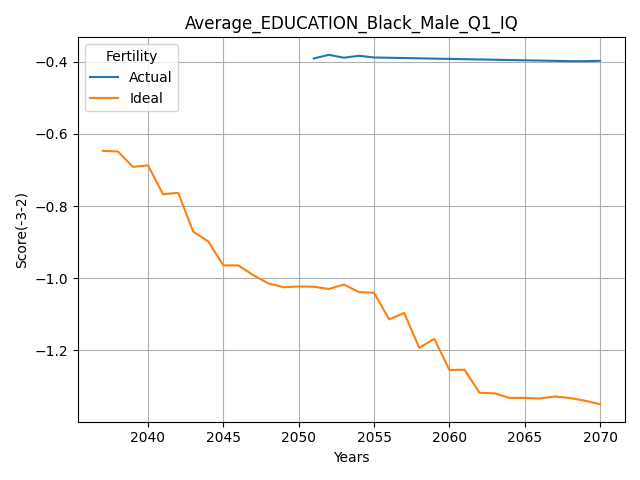 Average_EDUCATION_Black_Male_Q1_IQ
Fertility
Actual
Ideal
−0.4
−0.6
−0.8
−1.0
−1.2
Score(-3-2)
2040
2045
2050
2055
2060
2065
2070
Years